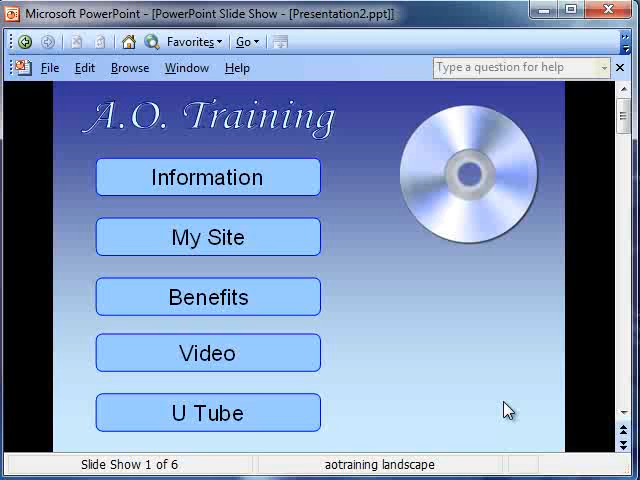 Microsoft PowerPoint - [PowerPoint Slide Show - [Presentation2.ppt]]
Favorites Go
File Edit Browse Window Help Type a question for help
A.O. Training
Information
My Site
Benefits
Video
U Tube
Slide Show 1 of 6 aotraining landscape